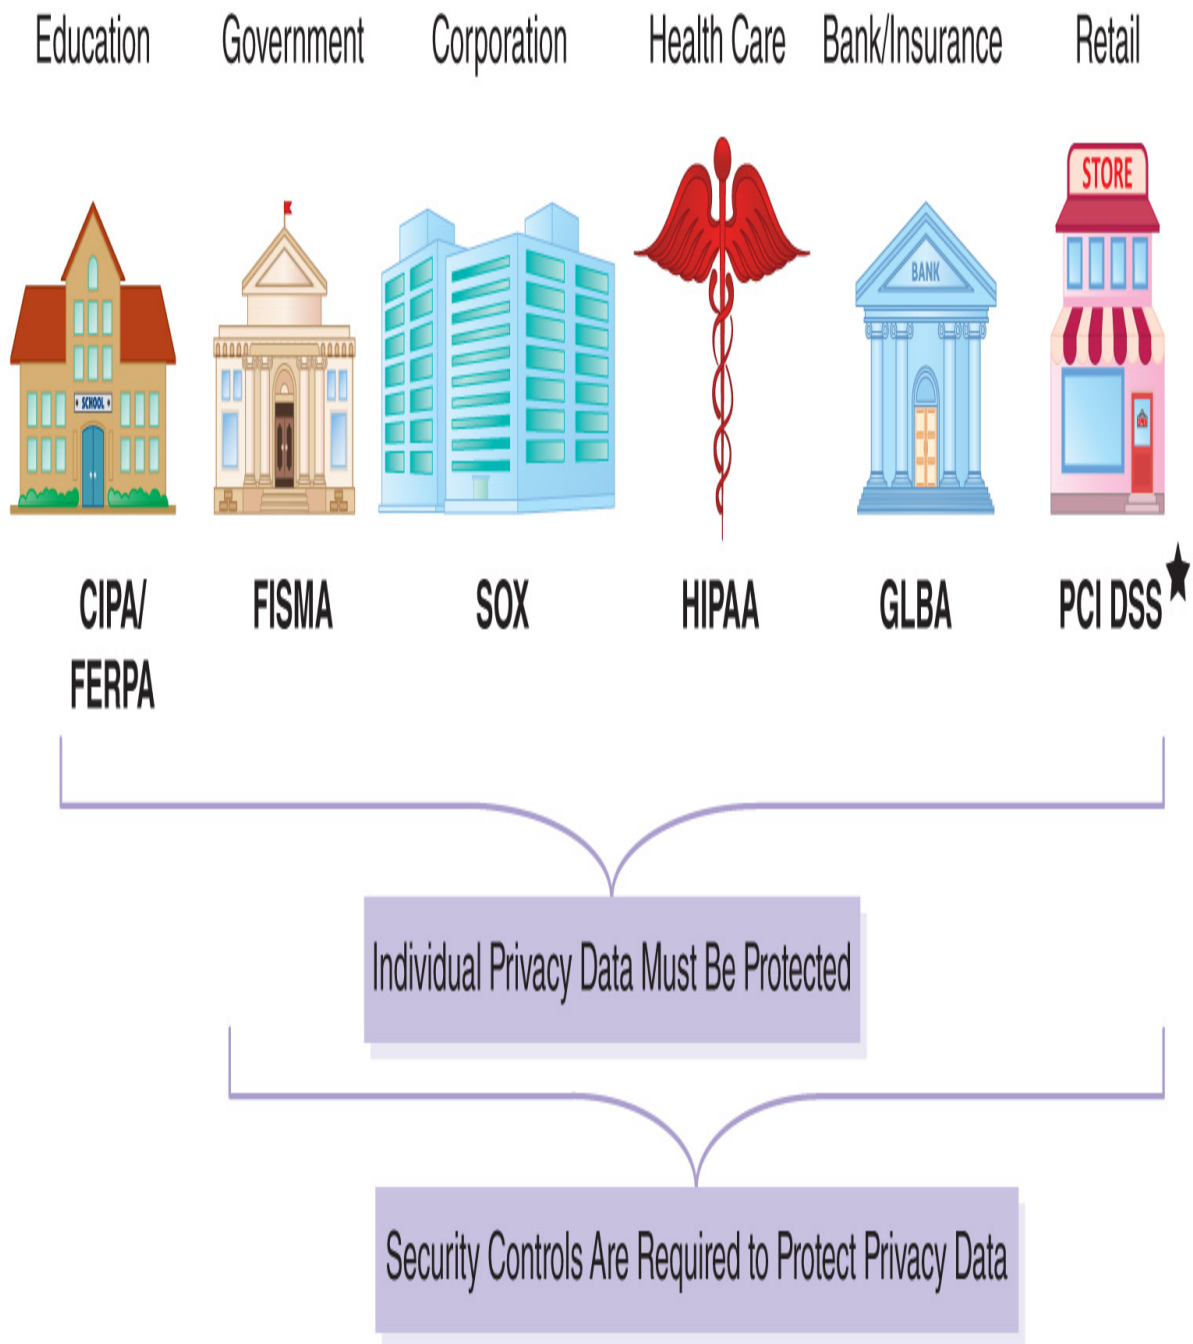 Education Government Corporation Health Care Bank/Insurance Retail
STORE
BANK
SCHOOL
CIPA/ FISMA SOX HIPAA GLBA PCI DSS
FERPA
Individual Privacy Data Must Be Protected
Security Controls Are Required to Protect Privacy Data